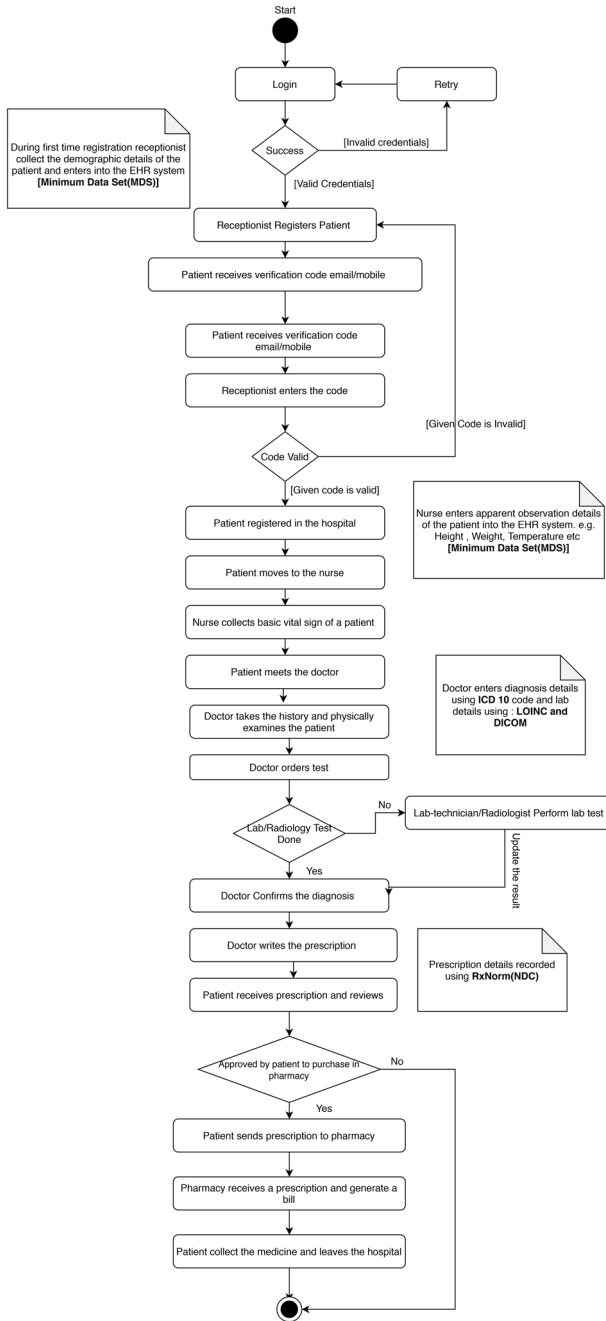 Start
Login
Retry
[Invalid credentials]
Success
During first time registration receptionist
collect the demographic details of the
patient and enters into the EHR system
[Minimum Data Set(MDS)]
[Valid Credentials]
Receptionist Registers Patient
Patient receives verification code email/mobile
Patient receives verification code
email/mobile
Receptionist enters the code
[Given Code is Invalid]
Code Valid
[Given code is valid]
Nurse enters apparent observation details
of the patient into the EHR system. e.g.
Height , Weight, Temperature etc
[Minimum Data Set(MDS)]
Patient registered in the hospital
Patient moves to the nurse
Nurse collects basic vital sign of a patient
Patient meets the doctor
Doctor enters diagnosis details
using ICD 10 code and lab
details using : LOINC and
DICOM
Doctor takes the history and physically
examines the patient
Doctor orders test
No
Lab-technician/Radiologist Perform lab test
Lab/Radiology Test
Done
Update the result
Yes
Doctor Confirms the diagnosis
Doctor writes the prescription
Prescription details recorded
using RxNorm(NDC)
Patient receives prescription and reviews
No
Approved by patient to purchase in
pharmacy
Yes
Patient sends prescription to pharmacy
Pharmacy receives a prescription and generate a
bill
Patient collect the medicine and leaves the hospital